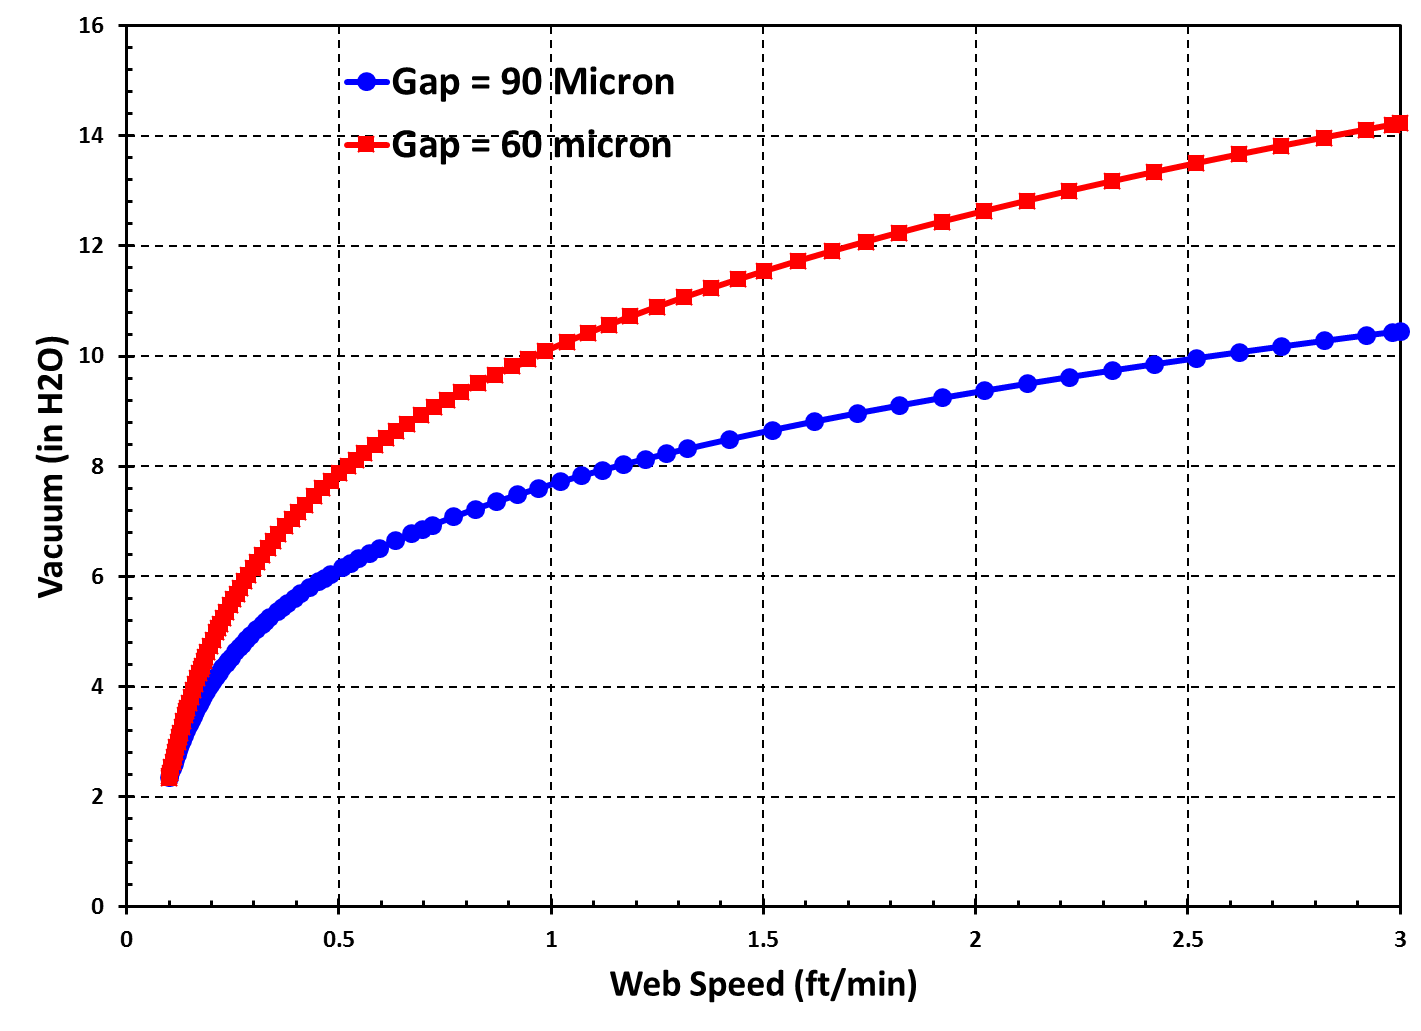 16
14
12
10
8
6
4
2
0
Vacuum (in H2O)
Gap = 90 Micron
Gap = 60 micron
0 0.5 1 1.5 2 2.5 3
Web Speed (ft/min)